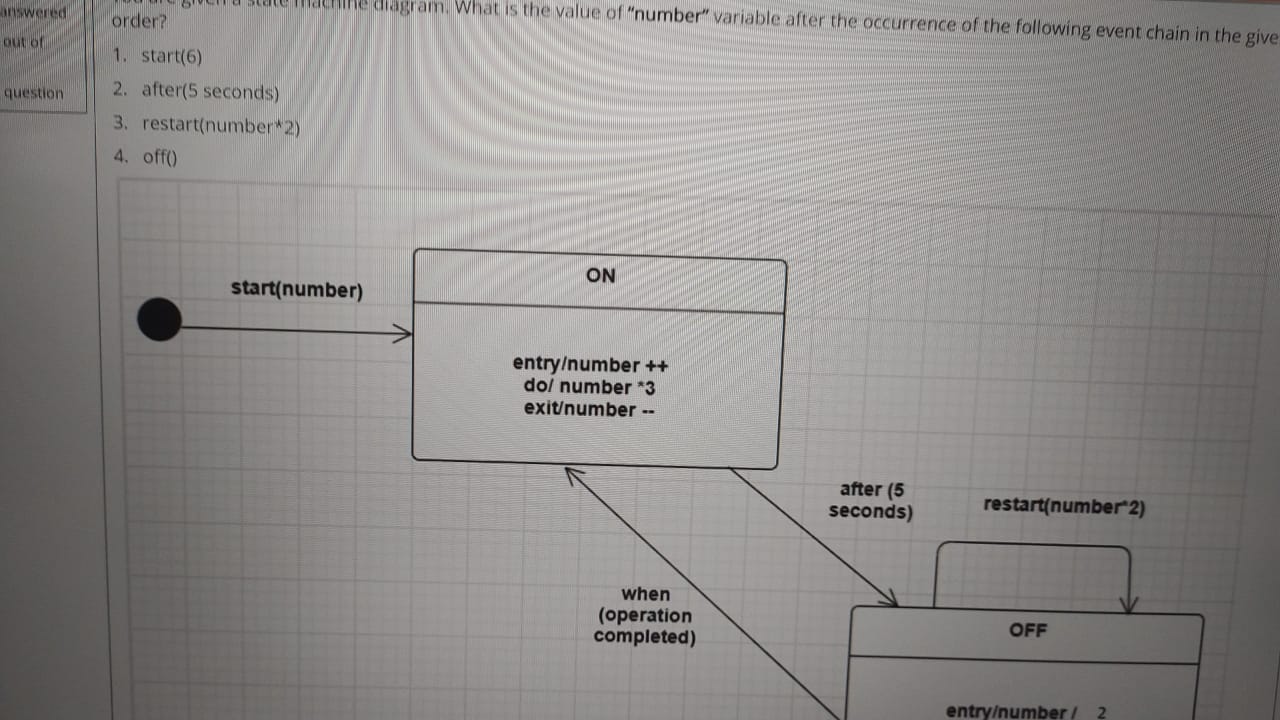 answered
out of
question
given a state machine diagram. What is the value of "number" variable after the occurrence of the following event chain in the give
order?
1. start(6)
2. after(5 seconds)
3. restart(number*2)
4. off()
start(number)
ON
entry/number ++
do/ number *3
exit/number --
after (5
seconds)
restart(number*2)
when
(operation
completed)
OFF
entry/number / 2